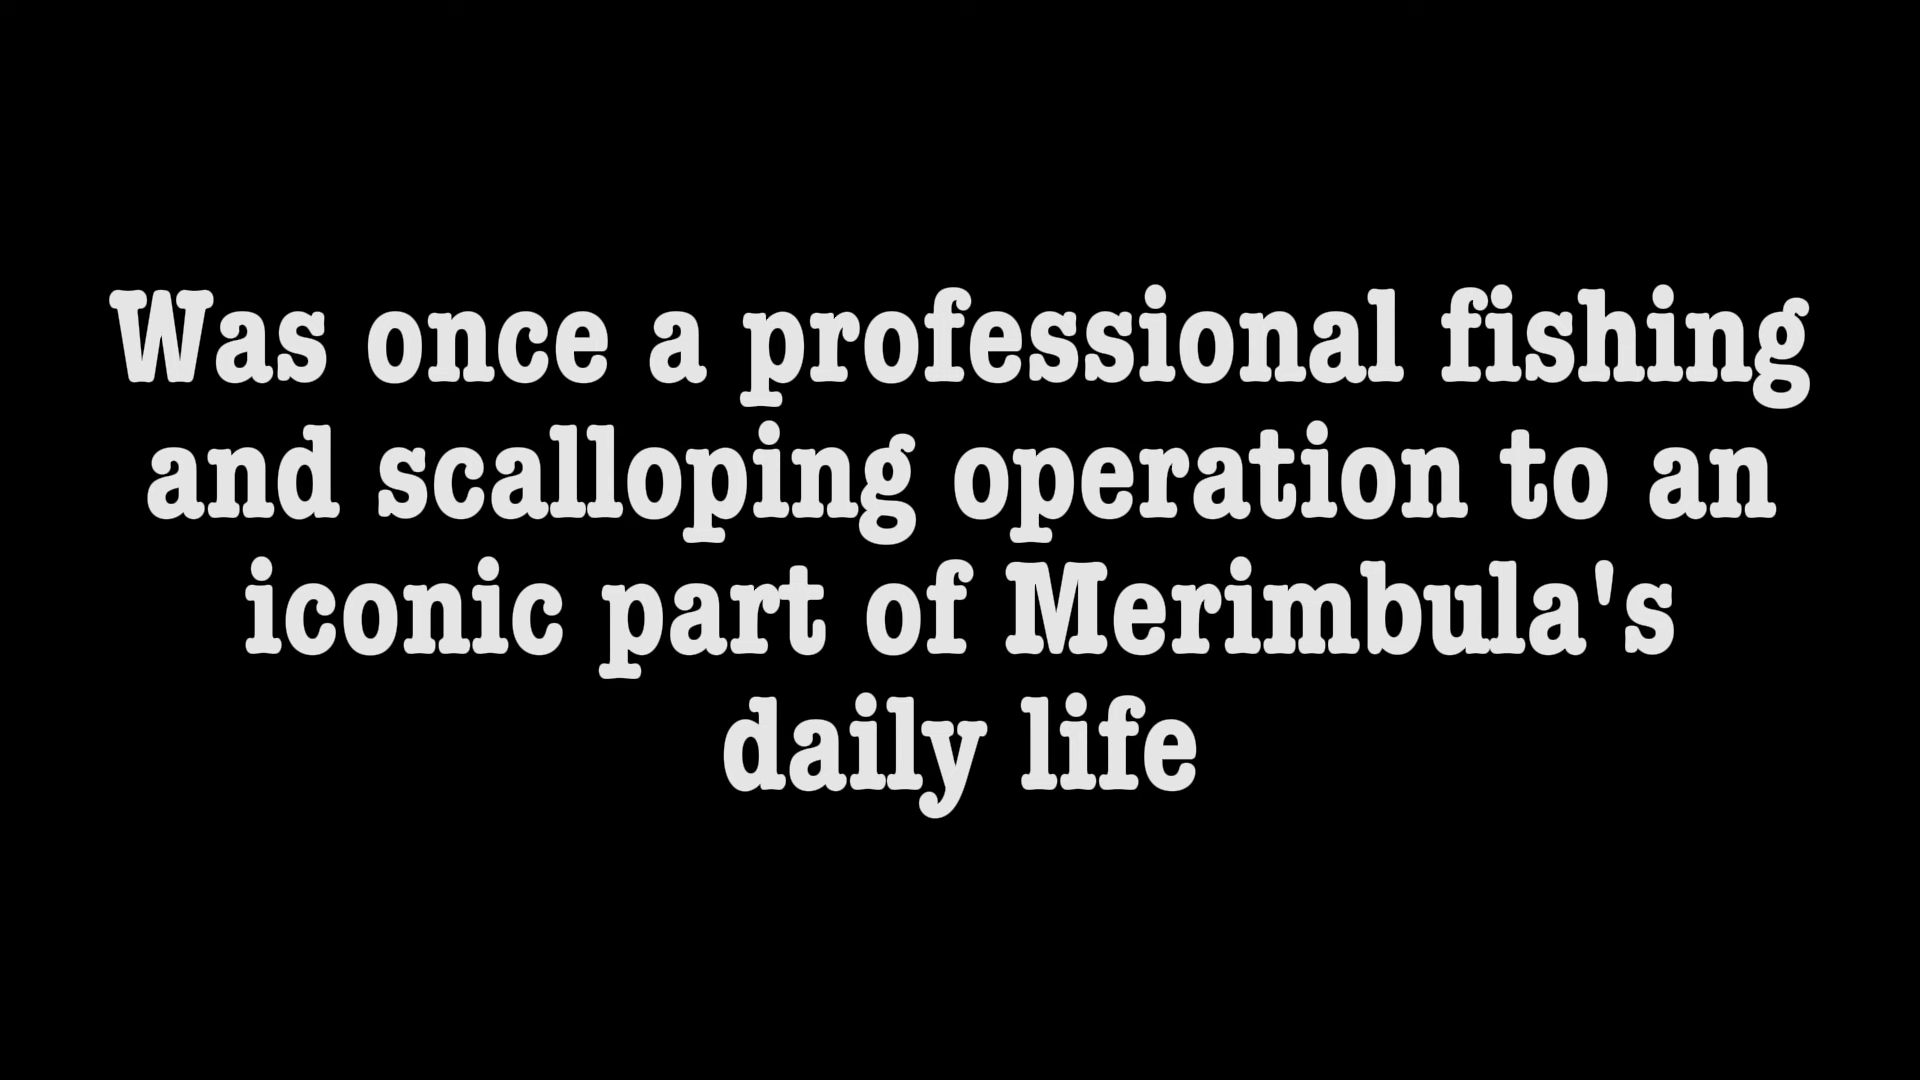 Was once a professional fishing
and scalloping operation to an
iconic part of Merimbula's
daily life